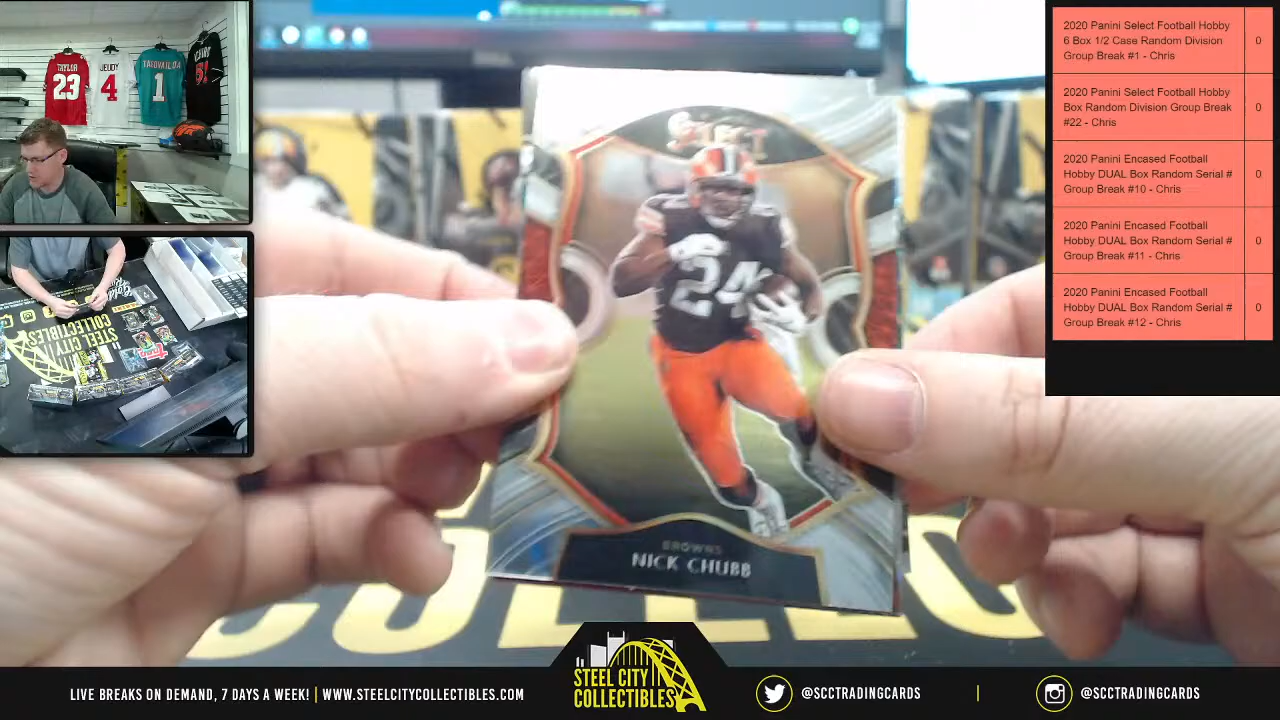 TAYLOR
23
JEUDY
4
TAGOVAILOA
1
2020 Panini Select Football Hobby
6 Box 1/2 Case Random Division
Group Break #1 - Chris
0
2020 Panini Select Football Hobby
Box Random Division Group Break
#22 - Chris
0
2020 Panini Encased Football
Hobby DUAL Box Random Serial #
Group Break #10 - Chris
0
2020 Panini Encased Football
Hobby DUAL Box Random Serial #
Group Break #11 - Chris
0
2020 Panini Encased Football
Hobby DUAL Box Random Serial #
Group Break #12 - Chris
0
SELECT
24
BROWNS
NICK CHUBB
STEEL CITY
COLLECTIBLES
COLLEC
LIVE BREAKS ON DEMAND, 7 DAYS A WEEK! | WWW.STEELCITYCOLLECTIBLES.COM
STEEL CITY
COLLECTIBLES
@SCCTRADINGCARDS | @SCCTRADINGCARDS